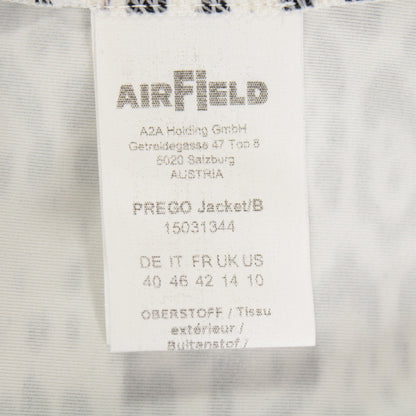 AIRFIELD
A2A Holding GmbH
Getreidegasse 47 Top 8
5020 Salzburg
AUSTRIA
PREGO Jacket/B
15031344
DE IT FR UK US
40 46 42 14 10
OBERSTOFF / Tissu
extérieur /
Buitenstof /